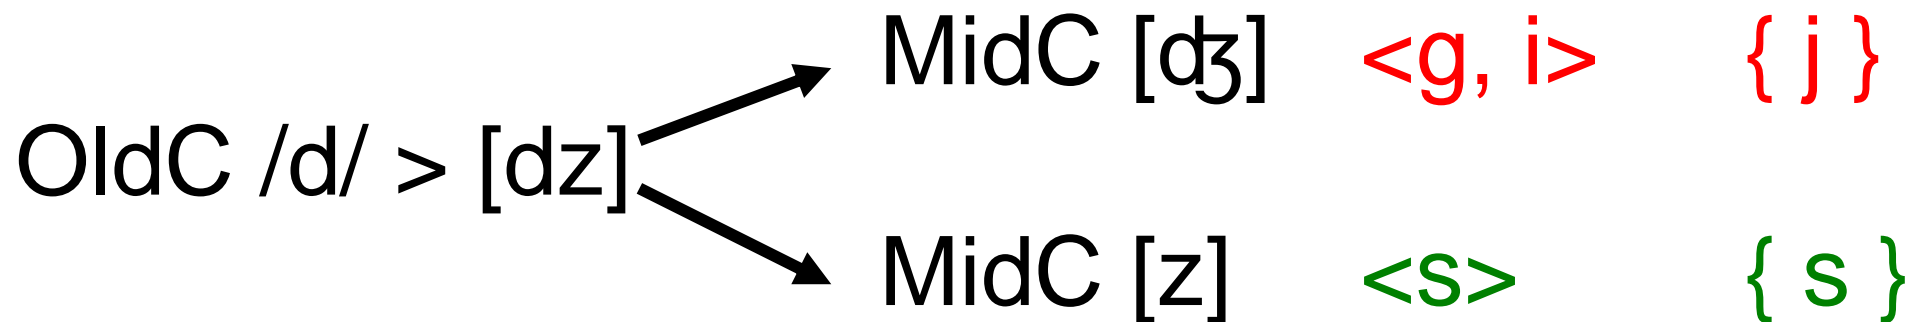 MidC [ʤ] <g, i> { j }
OldC /d/ > [dz]
MidC [z] <s> { s }